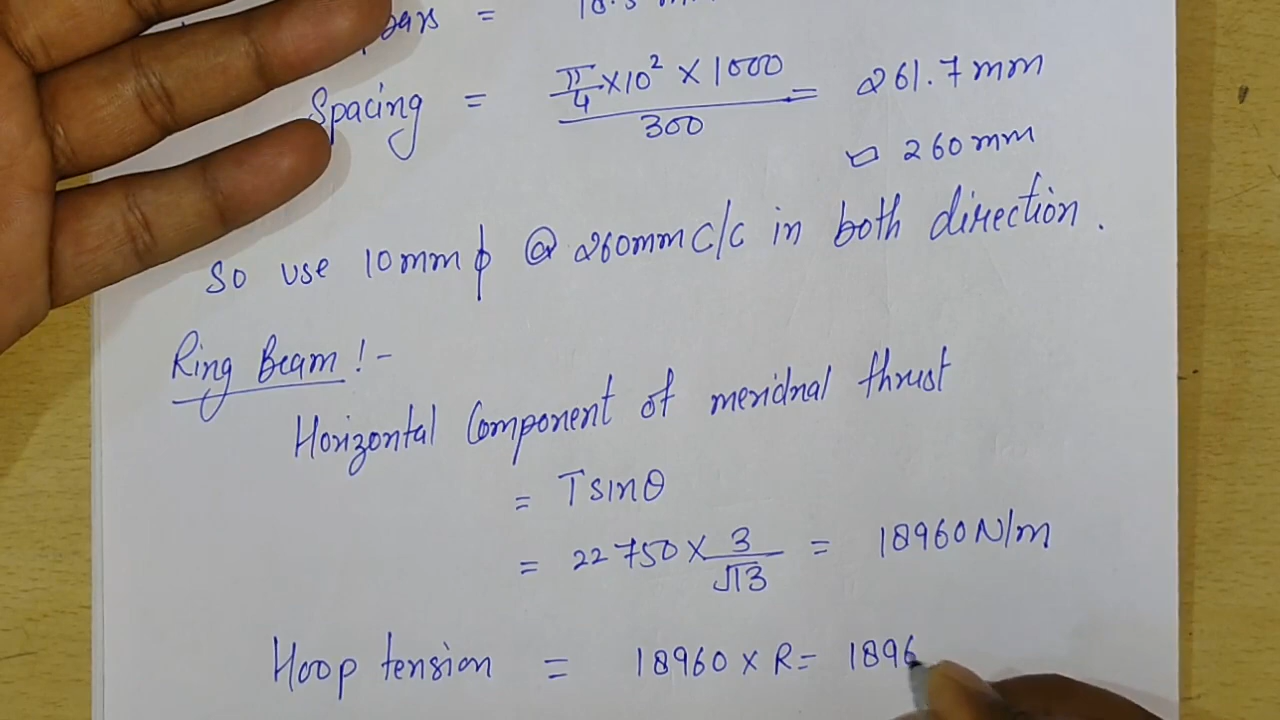 bars =
Spacing = π/4 × 10² × 1000 / 300 = 261.7 mm
≃ 260 mm
So use 10mm ϕ @ 260mm C/C in both direction.
Ring Beam :-
Horizontal Component of meridnal thrust
= T sinθ
= 22750 × 3/√13 = 18960 N/m
Hoop tension = 18960 × R = 1896